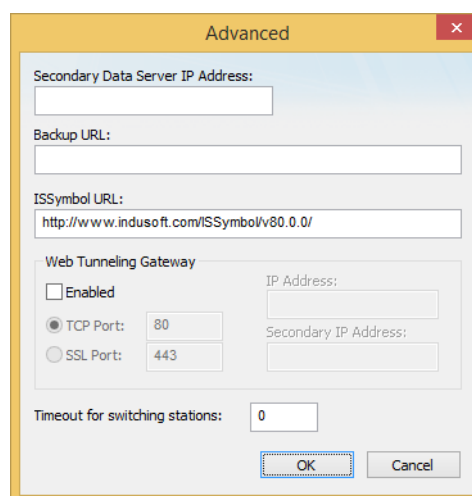 Advanced
x
Secondary Data Server IP Address:
Backup URL:
ISSymbol URL:
http://www.indusoft.com/ISSymbol/v80.0.0/
Web Tunneling Gateway
Enabled
IP Address:
TCP Port: 80
Secondary IP Address:
SSL Port: 443
Timeout for switching stations: 0
OK Cancel